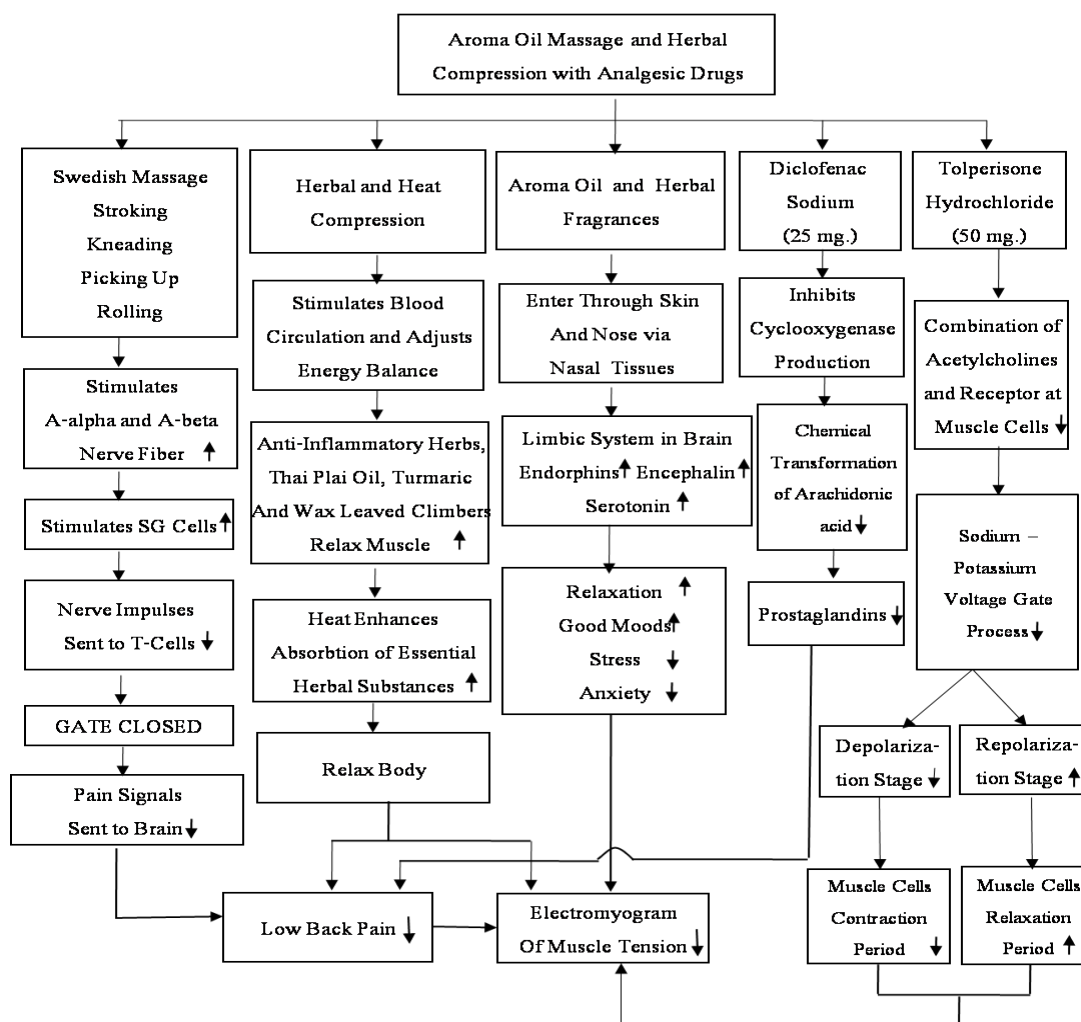 Aroma Oil Massage and Herbal
Compression with Analgesic Drugs
Swedish Massage
Stroking
Kneading
Picking Up
Rolling
Stimulates
A-alpha and A-beta
Nerve Fiber ↑
Stimulates SG Cells ↑
Nerve Impulses
Sent to T-Cells ↓
GATE CLOSED
Pain Signals
Sent to Brain ↓
Herbal and Heat
Compression
Stimulates Blood
Circulation and Adjusts
Energy Balance
Anti-Inflammatory Herbs,
Thai Plai Oil, Turmaric
And Wax Leaved Climbers
Relax Muscle ↑
Heat Enhances
Absorbtion of Essential
Herbal Substances ↑
Relax Body
Aroma Oil and Herbal
Fragrances
Enter Through Skin
And Nose via
Nasal Tissues
Limbic System in Brain
Endorphins ↑ Encephalin ↑
Serotonin ↑
Relaxation ↑
Good Moods ↑
Stress ↓
Anxiety ↓
Diclofenac
Sodium
(25 mg.)
Inhibits
Cyclooxygenase
Production
Chemical
Transformation
of Arachidonic
acid ↓
Prostaglandins ↓
Tolperisone
Hydrochloride
(50 mg.)
Combination of
Acetylcholines
and Receptor at
Muscle Cells ↓
Sodium –
Potassium
Voltage Gate
Process ↓
Depolariza-
tion Stage ↓
Repolariza-
tion Stage ↑
Muscle Cells
Contraction
Period ↓
Muscle Cells
Relaxation
Period ↑
Low Back Pain ↓
Electromyogram
Of Muscle Tension ↓